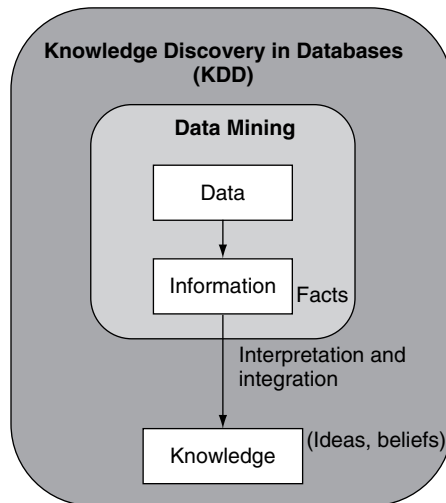 Knowledge Discovery in Databases
(KDD)
Data Mining
Data
Information
Facts
Interpretation and
integration
(Ideas, beliefs)
Knowledge